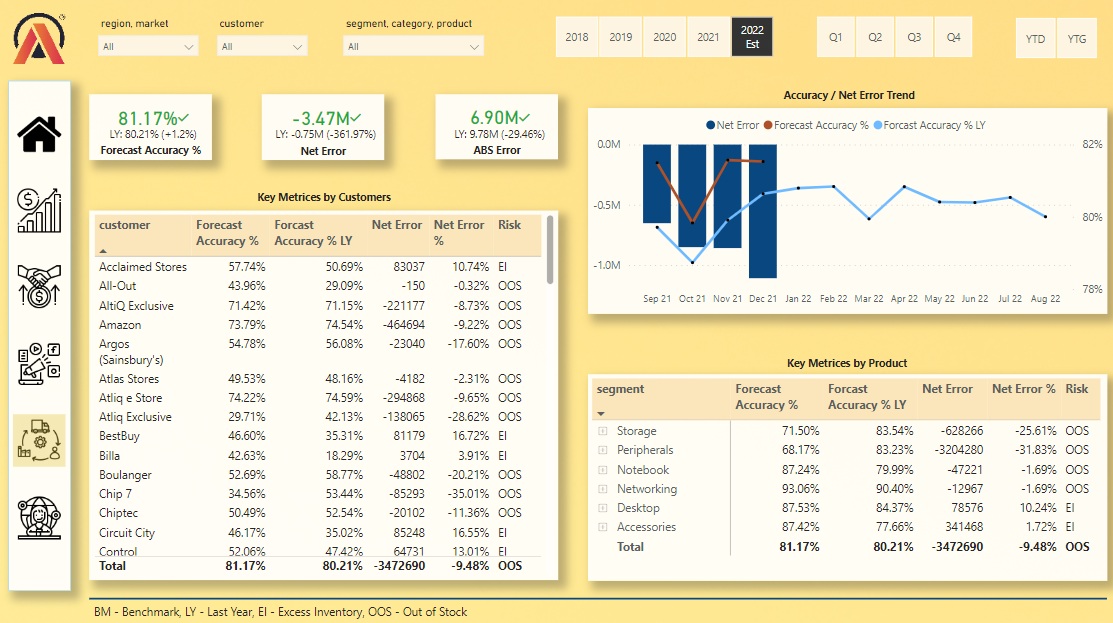 region, market
customer
segment, category, product
All
All
All
2018
2019
2020
2021
2022
Est
Q1
Q2
Q3
Q4
YTD
YTG
81.17%
LY: 80.21% (+1.2%)
Forecast Accuracy %
-3.47M
LY: -0.75M (-361.97%)
Net Error
6.90M
LY: 9.78M (-29.46%)
ABS Error
Key Metrices by Customers
customer Forecast Accuracy % Forcast Accuracy % LY Net Error Net Error % Risk
Acclaimed Stores 57.74% 50.69% 83037 10.74% EI
All-Out 43.96% 29.09% -150 -0.32% OOS
AltiQ Exclusive 71.42% 71.15% -221177 -8.73% OOS
Amazon 73.79% 74.54% -464694 -9.22% OOS
Argos (Sainsbury's) 54.78% 56.08% -23040 -17.60% OOS
Atlas Stores 49.53% 48.16% -4182 -2.31% OOS
Atliq e Store 74.22% 74.59% -294868 -9.65% OOS
Atliq Exclusive 29.71% 42.13% -138065 -28.62% OOS
BestBuy 46.60% 35.31% 81179 16.72% EI
Billa 42.63% 18.29% 3704 3.91% EI
Boulanger 52.69% 58.77% -48802 -20.21% OOS
Chip 7 34.56% 53.44% -85293 -35.01% OOS
Chiptec 50.49% 52.54% -20102 -11.36% OOS
Circuit City 46.17% 35.02% 85248 16.55% EI
Control 52.06% 47.42% 64731 13.01% EI
Total 81.17% 80.21% -3472690 -9.48% OOS
Accuracy / Net Error Trend
Net Error Forecast Accuracy % Forcast Accuracy % LY
0.0M
-0.5M
-1.0M
82%
80%
78%
Sep 21 Oct 21 Nov 21 Dec 21 Jan 22 Feb 22 Mar 22 Apr 22 May 22 Jun 22 Jul 22 Aug 22
Key Metrices by Product
segment Forecast Accuracy % Forcast Accuracy % LY Net Error Net Error % Risk
Storage 71.50% 83.54% -628266 -25.61% OOS
Peripherals 68.17% 83.23% -3204280 -31.83% OOS
Notebook 87.24% 79.99% -47221 -1.69% OOS
Networking 93.06% 90.40% -12967 -1.69% OOS
Desktop 87.53% 84.37% 78576 10.24% EI
Accessories 87.42% 77.66% 341468 1.72% EI
Total 81.17% 80.21% -3472690 -9.48% OOS
BM - Benchmark, LY - Last Year, EI - Excess Inventory, OOS - Out of Stock